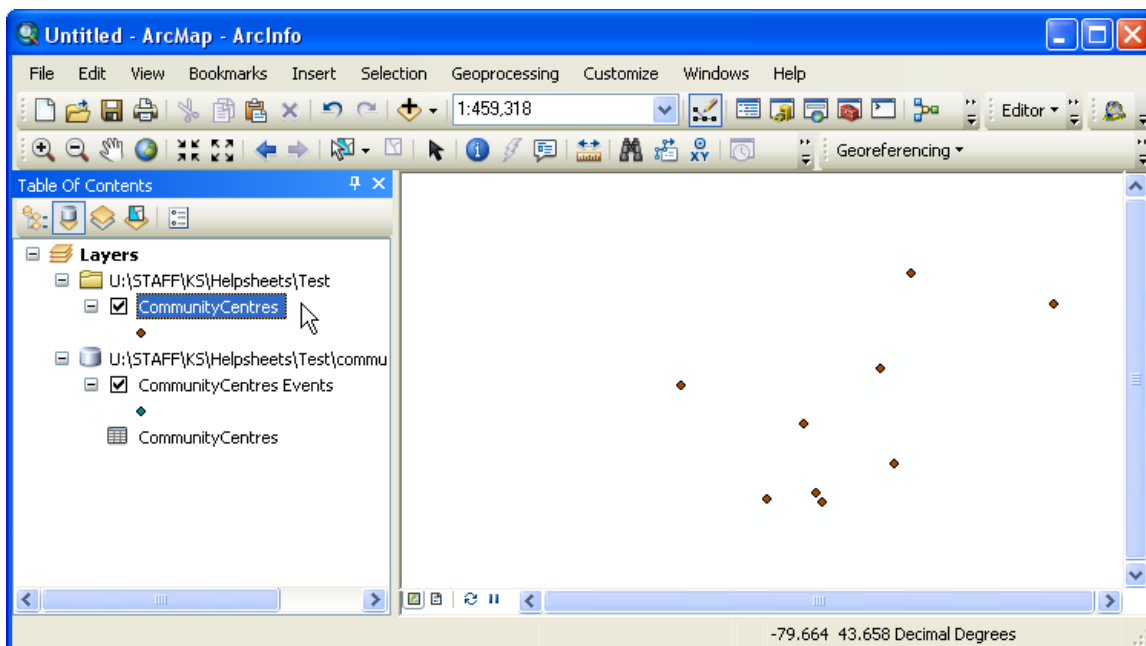 Untitled - ArcMap - ArcInfo
File Edit View Bookmarks Insert Selection Geoprocessing Customize Windows Help
1:459,318 Editor
XY Georeferencing
Table Of Contents
Layers
U:\STAFF\KS\Helpsheets\Test
CommunityCentres
U:\STAFF\KS\Helpsheets\Test\commu
CommunityCentres Events
CommunityCentres
-79.664 43.658 Decimal Degrees